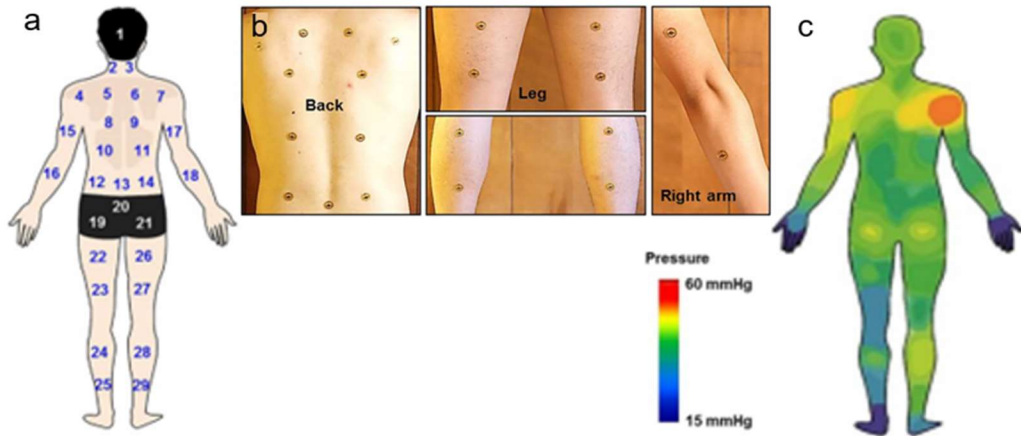 a
1
2 3
4 5 6 7
8 9
15 17
10 11
16 18
12 13 14
20
19 21
22 26
23 27
24 28
25 29
b
Back
Leg
Right arm
Pressure
60 mmHg
15 mmHg
c